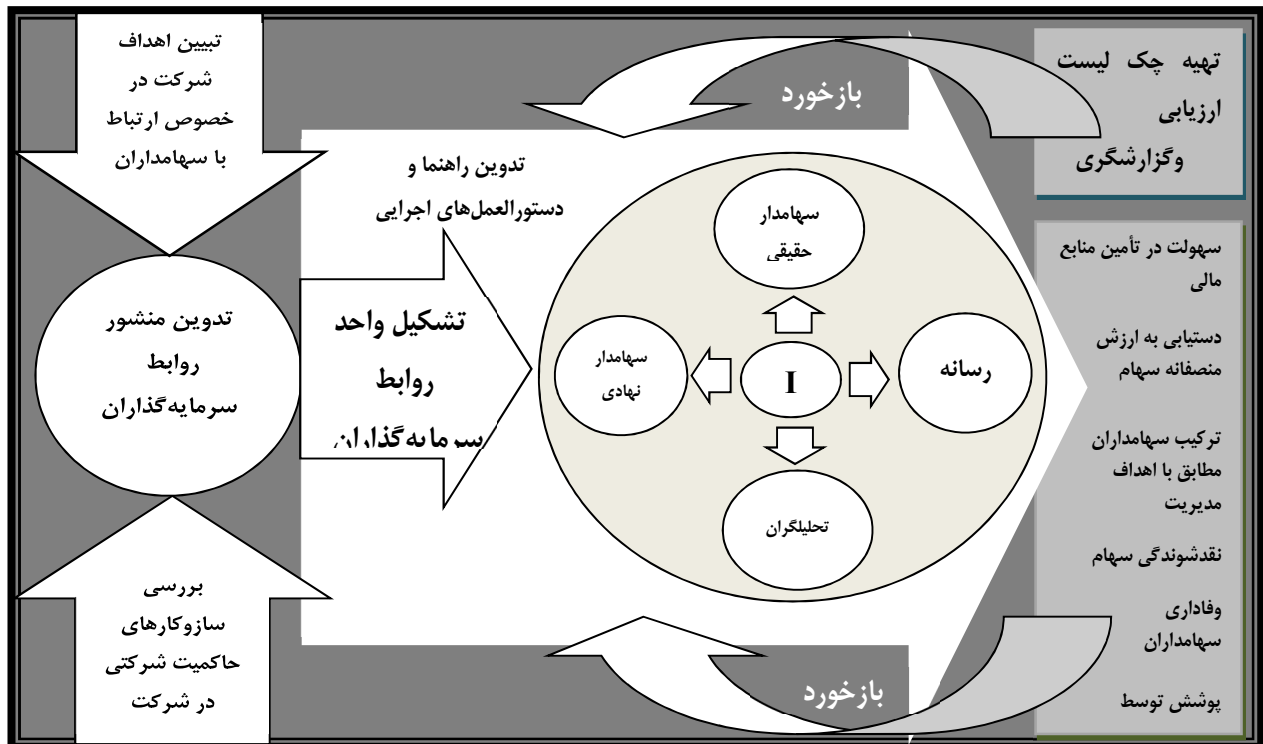 تبیین اهداف
شرکت در
خصوص ارتباط
با سهامداران
تدوین منشور
روابط
سرمایه‌گذاران
بررسی
سازوکارهای
حاکمیت شرکتی
در شرکت
تدوین راهنما و
دستورالعمل‌های اجرایی
تشکیل واحد
روابط
سرمایه‌گذاران
بازخورد
سهامدار
حقیقی
سهامدار
نهادی
I
رسانه
تحلیلگران
بازخورد
تهیه چک لیست
ارزیابی
وگزارشگری
سهولت در تأمین منابع
مالی
دستیابی به ارزش
منصفانه سهام
ترکیب سهامداران
مطابق با اهداف
مدیریت
نقدشوندگی سهام
وفاداری
سهامداران
پوشش توسط